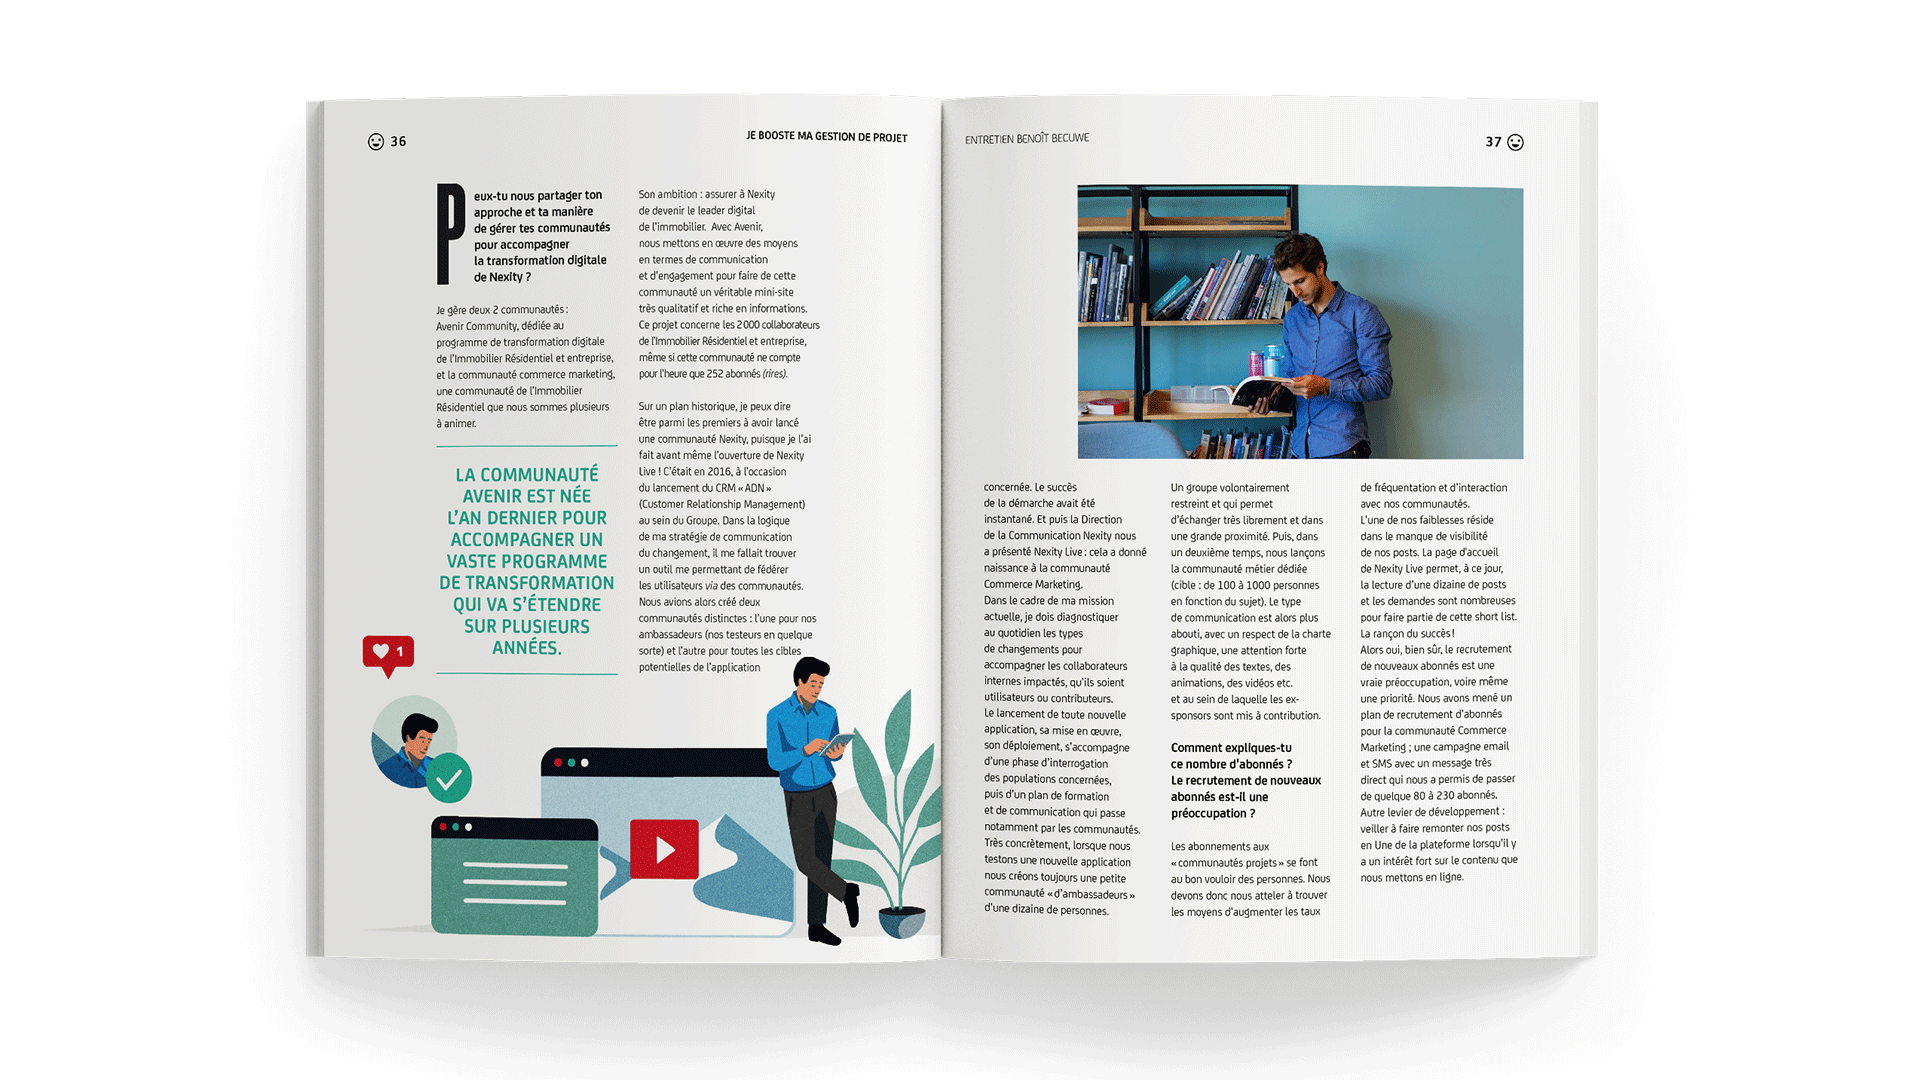 36
JE BOOSTE MA GESTION DE PROJET
Peux-tu nous partager ton
approche et ta manière
de gérer tes communautés
pour accompagner
la transformation digitale
de Nexity ?
Je gère deux 2 communautés :
Avenir Community, dédiée au
programme de transformation digitale
de l'Immobilier Résidentiel et entreprise,
et la communauté commerce marketing,
une communauté de l'Immobilier
Résidentiel que nous sommes plusieurs
à animer.
LA COMMUNAUTÉ
AVENIR EST NÉE
L'AN DERNIER POUR
ACCOMPAGNER UN
VASTE PROGRAMME
DE TRANSFORMATION
QUI VA S'ÉTENDRE
SUR PLUSIEURS
ANNÉES.
1
Son ambition : assurer à Nexity
de devenir le leader digital
de l'immobilier. Avec Avenir,
nous mettons en œuvre des moyens
en termes de communication
et d'engagement pour faire de cette
communauté un véritable mini-site
très qualitatif et riche en informations.
Ce projet concerne les 2 000 collaborateurs
de l'Immobilier Résidentiel et entreprise,
même si cette communauté ne compte
pour l'heure que 252 abonnés (rires).
Sur un plan historique, je peux dire
être parmi les premiers à avoir lancé
une communauté Nexity, puisque je l'ai
fait avant même l'ouverture de Nexity
Live ! C'était en 2016, à l'occasion
du lancement du CRM « ADN »
(Customer Relationship Management)
au sein du Groupe. Dans la logique
de ma stratégie de communication
du changement, il me fallait trouver
un outil me permettant de fédérer
les utilisateurs via des communautés.
Nous avions alors créé deux
communautés distinctes : l'une pour nos
ambassadeurs (nos testeurs en quelque
sorte) et l'autre pour toutes les cibles
potentielles de l'application
ENTRETIEN BENOÎT BECUWE
37
concernée. Le succès
de la démarche avait été
instantané. Et puis la Direction
de la Communication Nexity nous
a présenté Nexity Live : cela a donné
naissance à la communauté
Commerce Marketing.
Dans le cadre de ma mission
actuelle, je dois diagnostiquer
au quotidien les types
de changements pour
accompagner les collaborateurs
internes impactés, qu'ils soient
utilisateurs ou contributeurs.
Le lancement de toute nouvelle
application, sa mise en œuvre,
son déploiement, s'accompagne
d'une phase d'interrogation
des populations concernées,
puis d'un plan de formation
et de communication qui passe
notamment par les communautés.
Très concrètement, lorsque nous
testons une nouvelle application
nous créons toujours une petite
communauté « d'ambassadeurs »
d'une dizaine de personnes.
Un groupe volontairement
restreint et qui permet
d'échanger très librement et dans
une grande proximité. Puis, dans
un deuxième temps, nous lançons
la communauté métier dédiée
(cible : de 100 à 1000 personnes
en fonction du sujet). Le type
de communication est alors plus
abouti, avec un respect de la charte
graphique, une attention forte
à la qualité des textes, des
animations, des vidéos etc.
et au sein de laquelle les ex-
sponsors sont mis à contribution.
Comment expliques-tu
ce nombre d'abonnés ?
Le recrutement de nouveaux
abonnés est-il une
préoccupation ?
Les abonnements aux
« communautés projets » se font
au bon vouloir des personnes. Nous
devons donc nous atteler à trouver
les moyens d'augmenter les taux
de fréquentation et d'interaction
avec nos communautés.
L'une de nos faiblesses réside
dans le manque de visibilité
de nos posts. La page d'accueil
de Nexity Live permet, à ce jour,
la lecture d'une dizaine de posts
et les demandes sont nombreuses
pour faire partie de cette short list.
La rançon du succès !
Alors oui, bien sûr, le recrutement
de nouveaux abonnés est une
vraie préoccupation, voire même
une priorité. Nous avons mené un
plan de recrutement d'abonnés
pour la communauté Commerce
Marketing ; une campagne email
et SMS avec un message très
direct qui nous a permis de passer
de quelque 80 à 230 abonnés.
Autre levier de développement :
veiller à faire remonter nos posts
en Une de la plateforme lorsqu'il y
a un intérêt fort sur le contenu que
nous mettons en ligne.